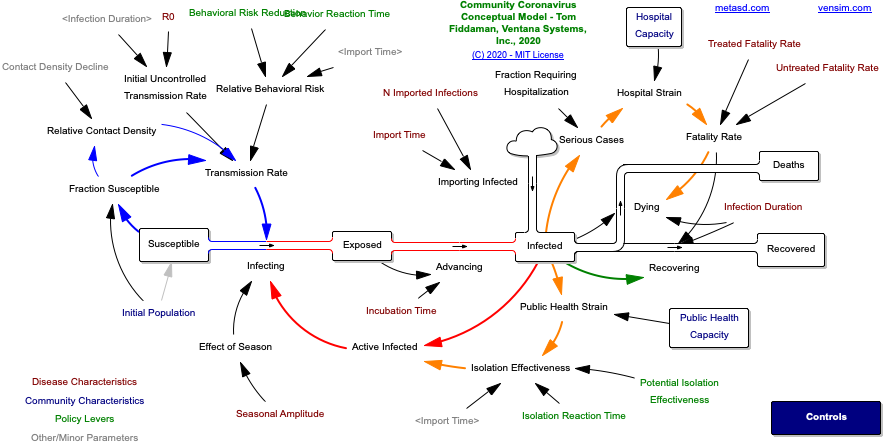 Community Coronavirus
Conceptual Model - Tom
Fiddaman, Ventana Systems,
Inc., 2020
(C) 2020 - MIT License
metasd.com
vensim.com
<Infection Duration>
R0
Behavioral Risk Reduction
Behavior Reaction Time
<Import Time>
Hospital
Capacity
Treated Fatality Rate
Untreated Fatality Rate
Contact Density Decline
Initial Uncontrolled
Transmission Rate
Relative Behavioral Risk
Fraction Requiring
Hospitalization
Hospital Strain
N Imported Infections
Relative Contact Density
Import Time
Serious Cases
Fatality Rate
Transmission Rate
Importing Infected
Deaths
Fraction Susceptible
Dying
Infection Duration
Susceptible
Exposed
Infected
Recovered
Infecting
Advancing
Recovering
Initial Population
Incubation Time
Public Health Strain
Public Health
Capacity
Effect of Season
Active Infected
Isolation Effectiveness
Potential Isolation
Effectiveness
Seasonal Amplitude
<Import Time>
Isolation Reaction Time
Disease Characteristics
Community Characteristics
Policy Levers
Other/Minor Parameters
Controls